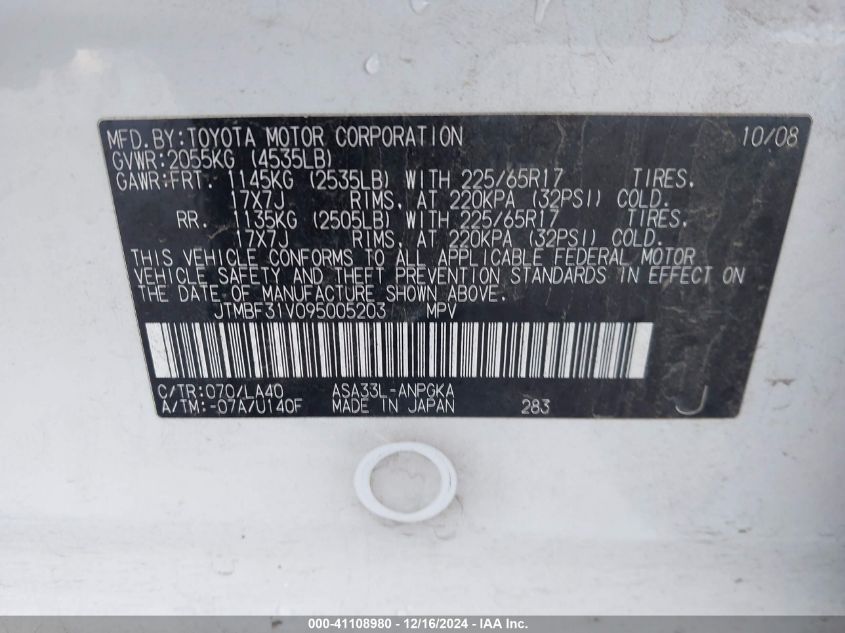 MFD.BY:TOYOTA MOTOR CORPORATION 10/08
GVWR:2055KG (4535LB)
GAWR:FRT. 1145KG (2535LB) WITH 225/65R17 TIRES,
17X7J RIMS, AT 220KPA (32PSI) COLD.
RR. 1135KG (2505LB) WITH 225/65R17 TIRES,
17X7J RIMS, AT 220KPA (32PSI) COLD.
THIS VEHICLE CONFORMS TO ALL APPLICABLE FEDERAL MOTOR
VEHICLE SAFETY AND THEFT PREVENTION STANDARDS IN EFFECT ON
THE DATE OF MANUFACTURE SHOWN ABOVE.
JTMBF31V095005203 MPV
C/TR:070/LA40 ASA33L-ANPGKA
A/TM:-07A/U140F MADE IN JAPAN 283 J
000-41108980 - 12/16/2024 - IAA Inc.